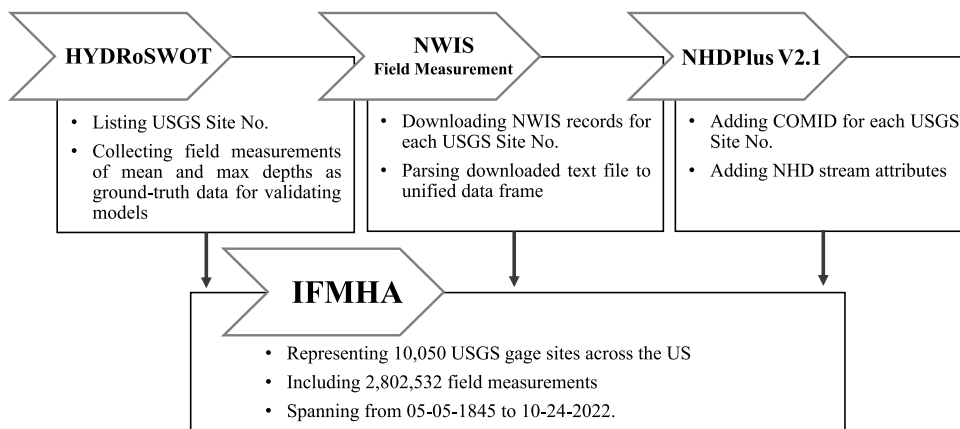 HYDRoSWOT
• Listing USGS Site No.
• Collecting field measurements
of mean and max depths as
ground-truth data for validating
models
NWIS
Field Measurement
• Downloading NWIS records for
each USGS Site No.
• Parsing downloaded text file to
unified data frame
NHDPlus V2.1
• Adding COMID for each USGS
Site No.
• Adding NHD stream attributes
IFMHA
• Representing 10,050 USGS gage sites across the US
• Including 2,802,532 field measurements
• Spanning from 05-05-1845 to 10-24-2022.